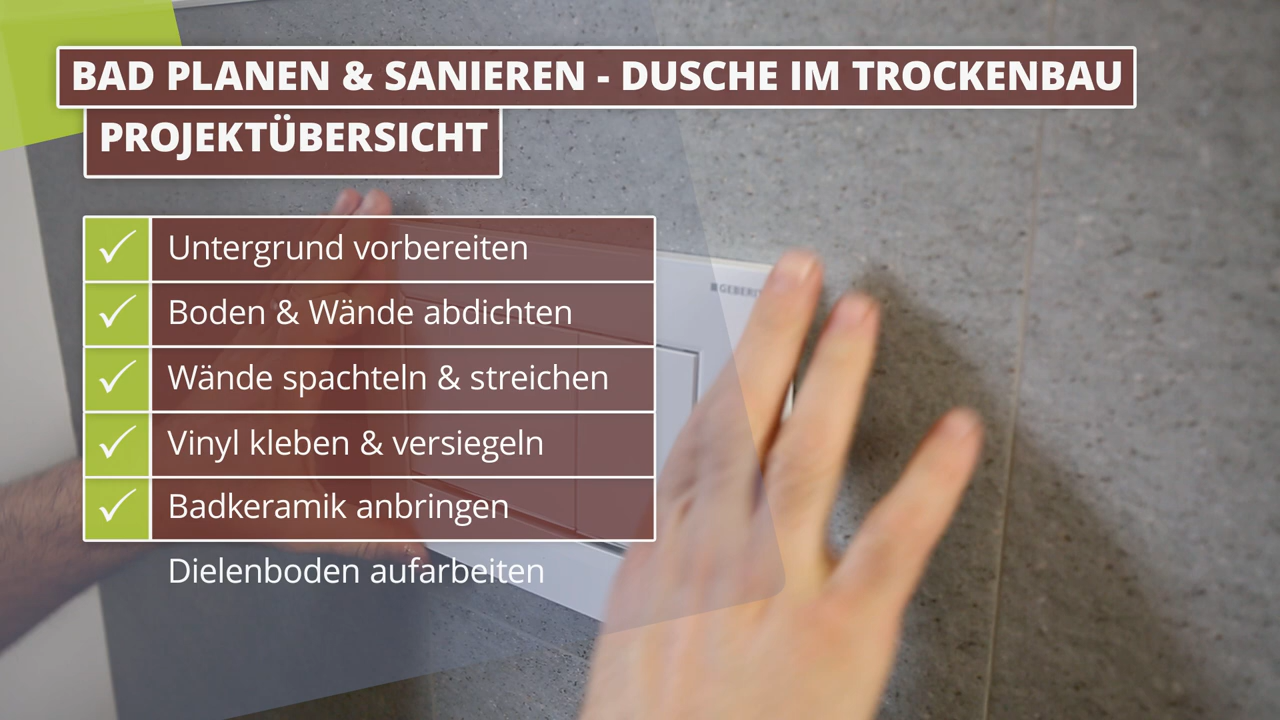 BAD PLANEN & SANIEREN - DUSCHE IM TROCKENBAU
PROJEKTÜBERSICHT
Untergrund vorbereiten
Boden & Wände abdichten
GEBERIT
Wände spachteln & streichen
Vinyl kleben & versiegeln
Badkeramik anbringen
Dielenboden aufarbeiten